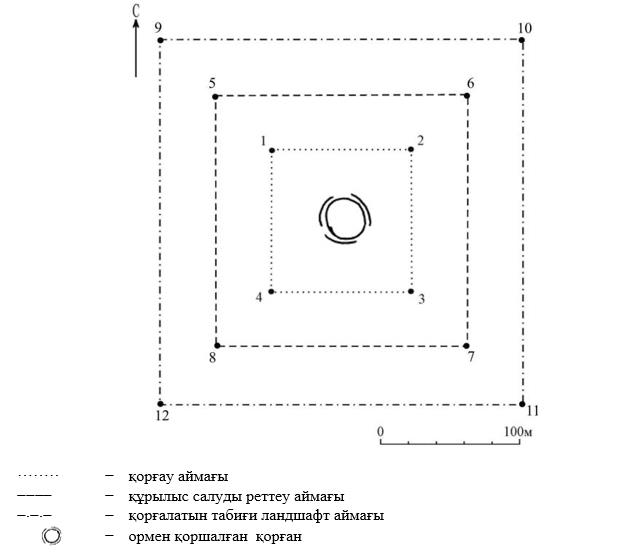 С
9 10
5 6
1 2
4 3
8 7
12 11
0 100м
........ – қорғау аймағы
–––– – құрылыс салуды реттеу аймағы
–·–·– – қорғалатын табиғи ландшафт аймағы
– ормен қоршалған қорған